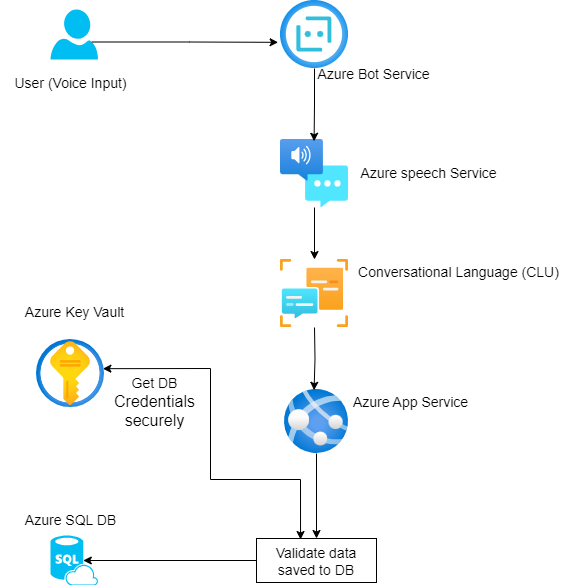 User (Voice Input)
Azure Bot Service
Azure speech Service
Conversational Language (CLU)
Azure Key Vault
Get DB
Credentials
securely
Azure App Service
Azure SQL DB
SQL
Validate data
saved to DB